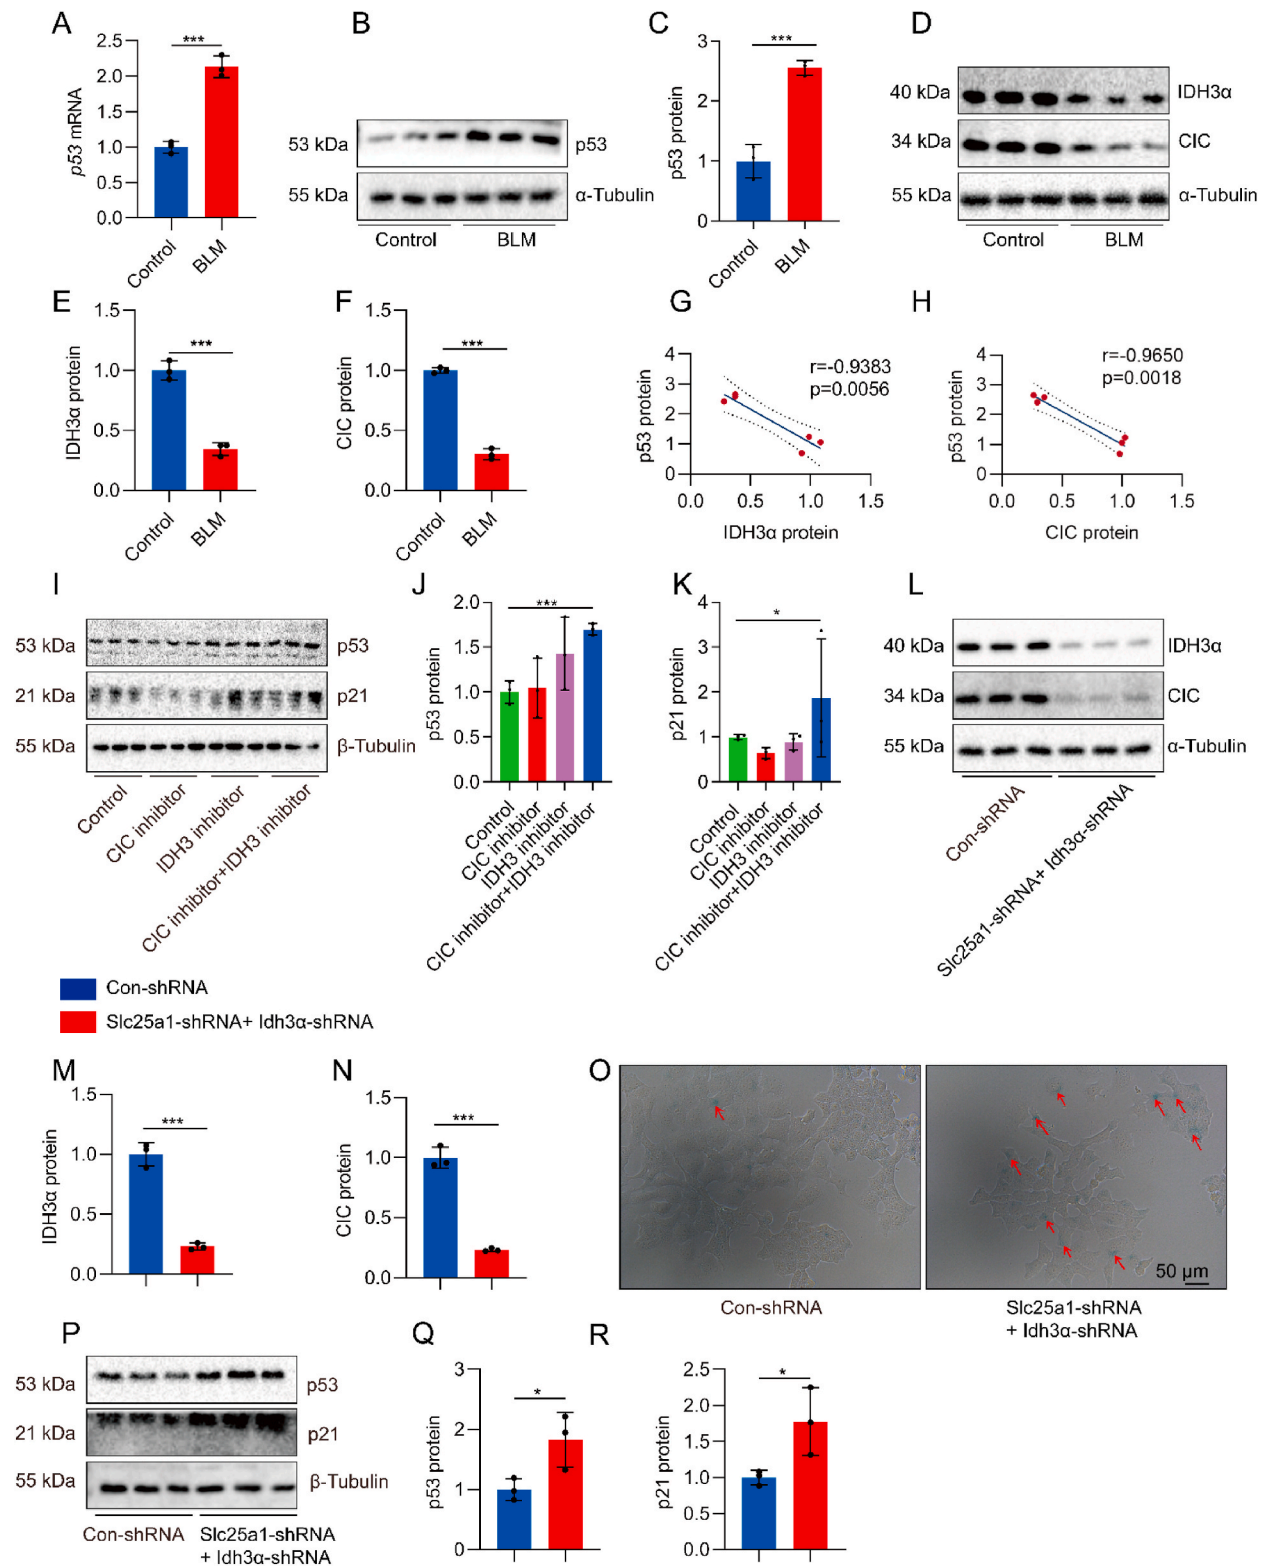 A
2.5
2.0
1.5
1.0
0.5
0.0
p53 mRNA
***
Control
BLM
B
53 kDa
p53
55 kDa
α-Tubulin
Control
BLM
C
3
2
1
0
p53 protein
***
Control
BLM
D
40 kDa
IDH3α
34 kDa
CIC
55 kDa
α-Tubulin
Control
BLM
E
1.5
1.0
0.5
0.0
IDH3α protein
***
Control
BLM
F
1.5
1.0
0.5
0.0
CIC protein
***
Control
BLM
G
4
3
2
1
0
p53 protein
r=-0.9383
p=0.0056
0.0
0.5
1.0
1.5
IDH3α protein
H
4
3
2
1
0
p53 protein
r=-0.9650
p=0.0018
0.0
0.5
1.0
1.5
CIC protein
I
53 kDa
p53
21 kDa
p21
55 kDa
β-Tubulin
Control
CIC inhibitor
IDH3 inhibitor
CIC inhibitor+IDH3 inhibitor
J
2.0
1.5
1.0
0.5
0.0
p53 protein
***
Control
CIC inhibitor
IDH3 inhibitor
CIC inhibitor+IDH3 inhibitor
K
4
3
2
1
0
p21 protein
*
Control
CIC inhibitor
IDH3 inhibitor
CIC inhibitor+IDH3 inhibitor
L
40 kDa
IDH3α
34 kDa
CIC
55 kDa
α-Tubulin
Con-shRNA
Slc25a1-shRNA+ Idh3α-shRNA
Con-shRNA
Slc25a1-shRNA+ Idh3α-shRNA
M
1.5
1.0
0.5
0.0
IDH3α protein
***
N
1.5
1.0
0.5
0.0
CIC protein
***
O
50 µm
Con-shRNA
Slc25a1-shRNA
+ Idh3α-shRNA
P
53 kDa
p53
21 kDa
p21
55 kDa
β-Tubulin
Con-shRNA
Slc25a1-shRNA
+ Idh3α-shRNA
Q
3
2
1
0
p53 protein
*
R
2.5
2.0
1.5
1.0
0.5
0.0
p21 protein
*